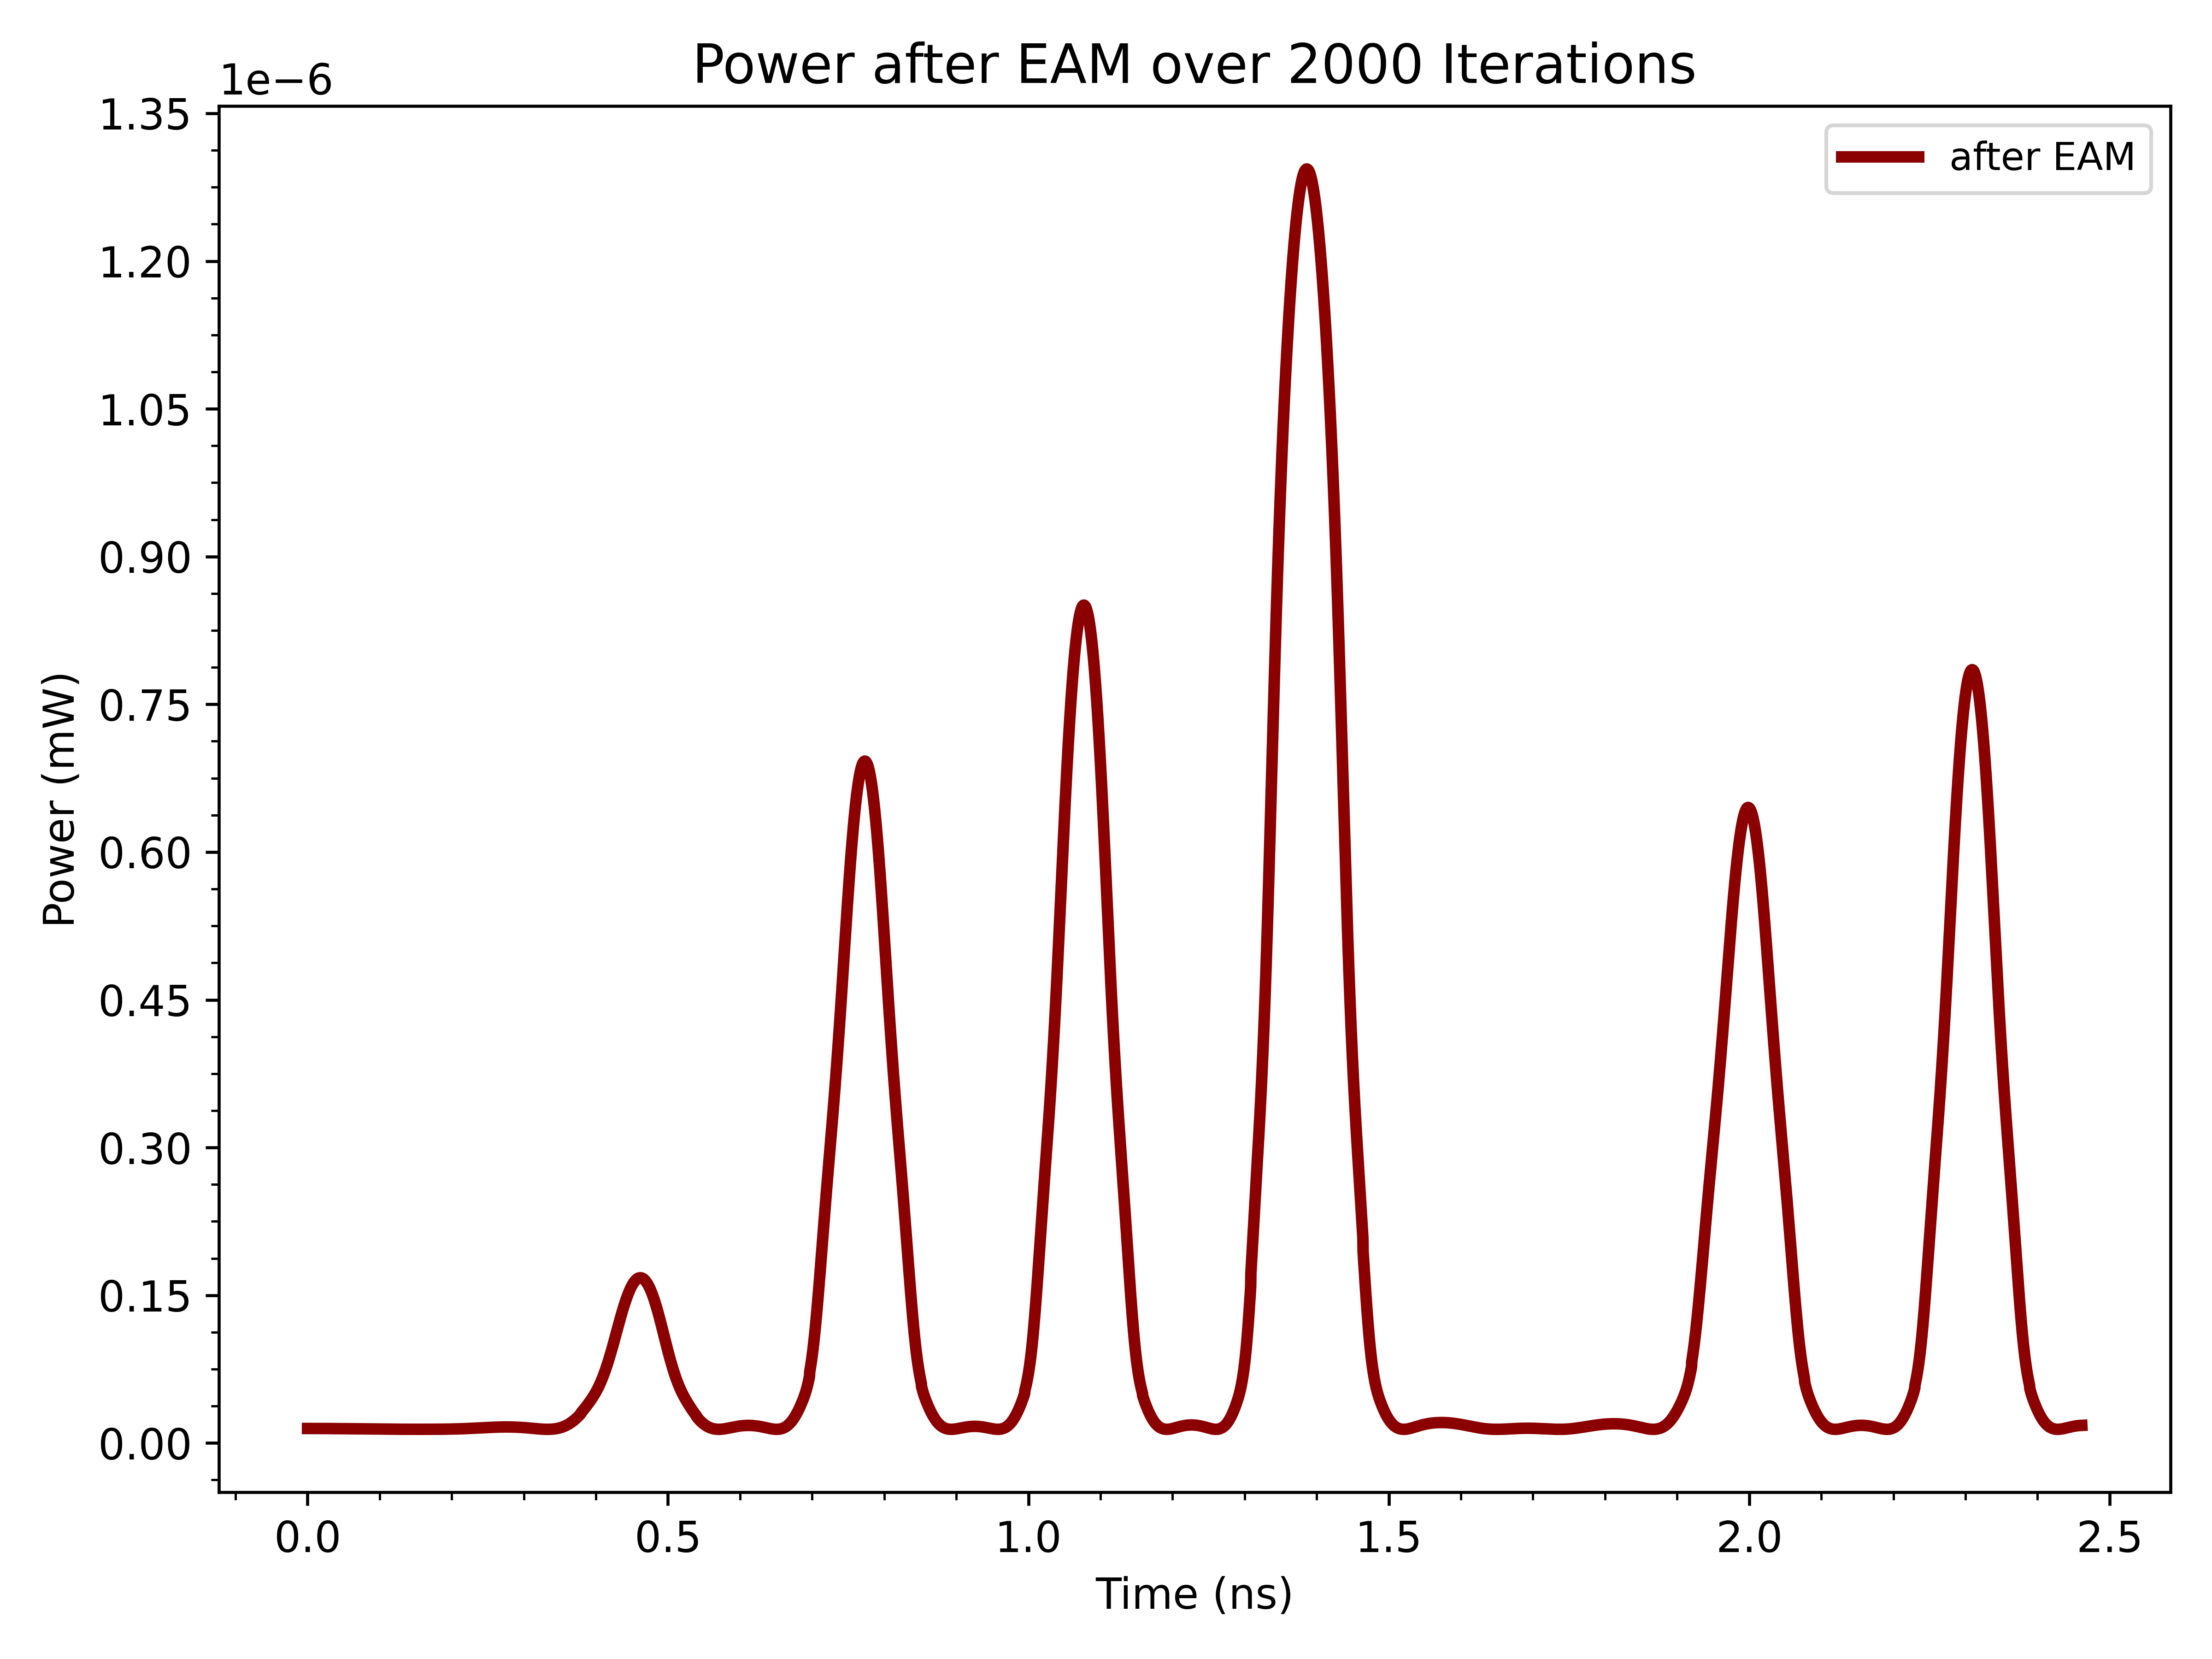 Power after EAM over 2000 Iterations
1e−6
after EAM
1.35
1.20
1.05
0.90
0.75
0.60
0.45
0.30
0.15
0.00
Power (mW)
0.0 0.5 1.0 1.5 2.0 2.5
Time (ns)